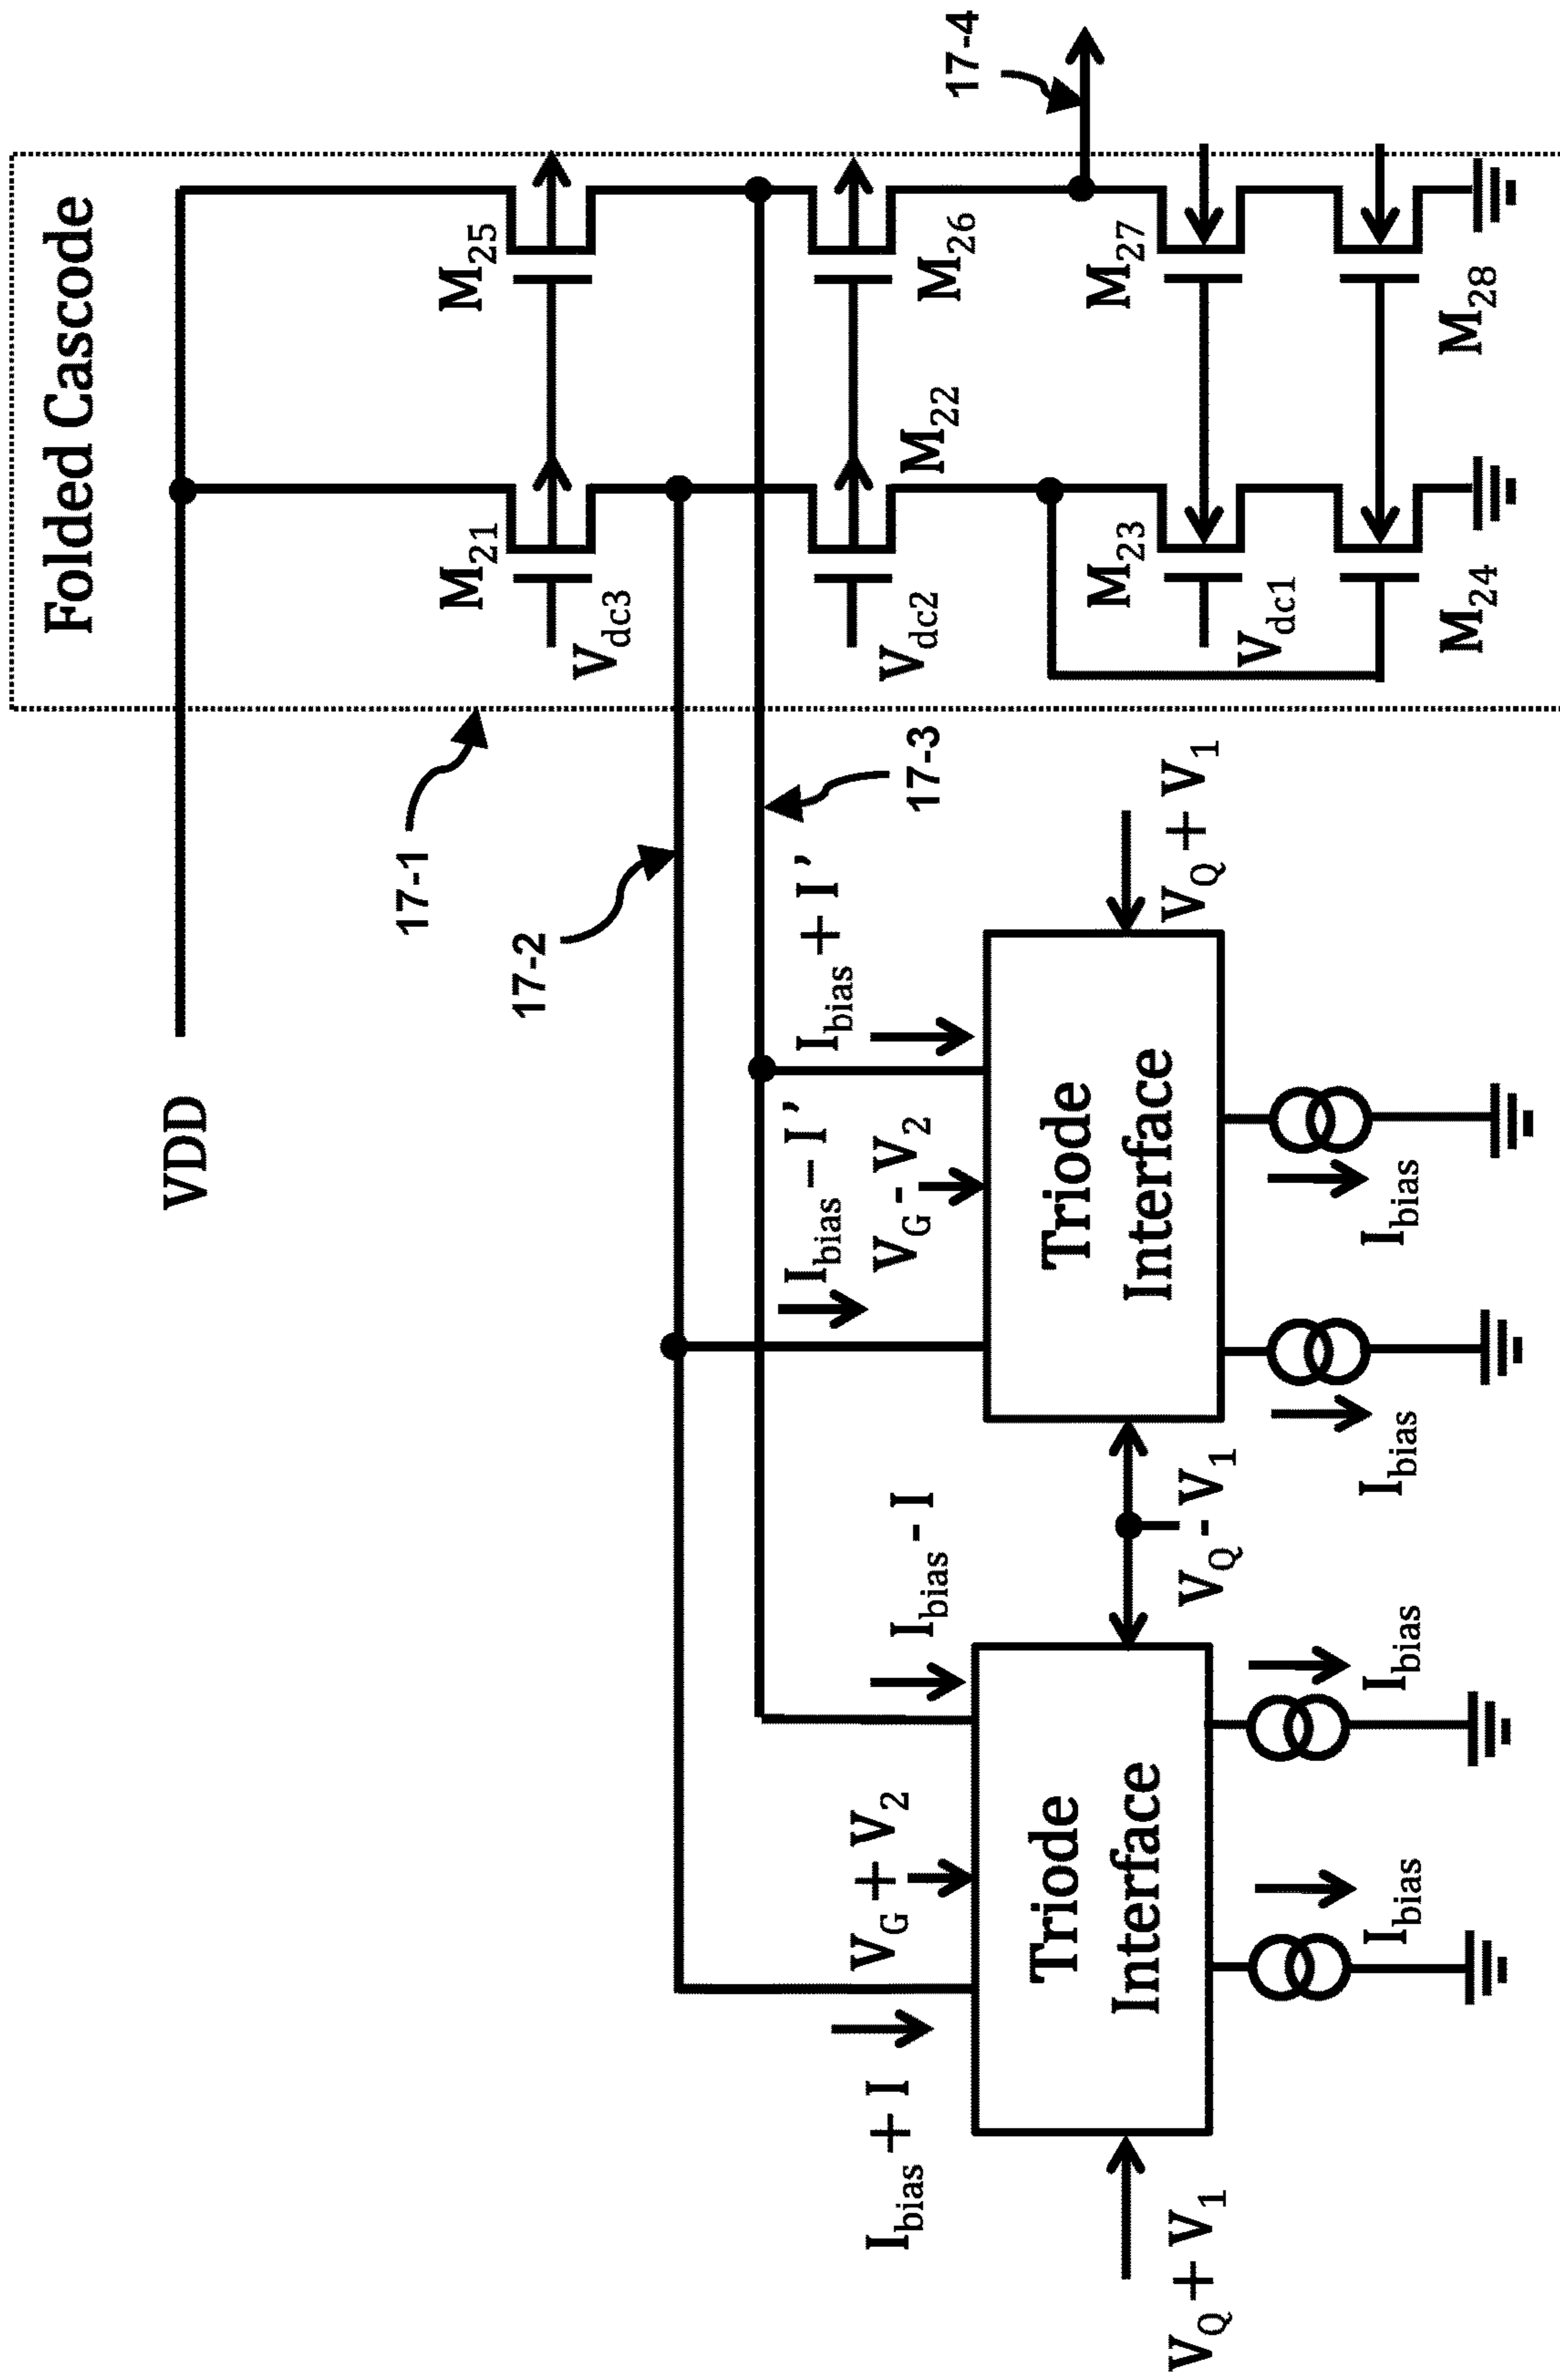 Folded Cascode
VDD
17-1
17-2
17-3
17-4
M21
M25
Vdc3
M22
M26
Vdc2
M23
M27
Vdc1
M24
M28
Ibias + I
VG + V2
Ibias - I
Ibias - I'
VG - V2
Ibias + I'
VQ + V1
Triode
Interface
VQ - V1
Triode
Interface
VQ + V1
Ibias
Ibias
Ibias
Ibias